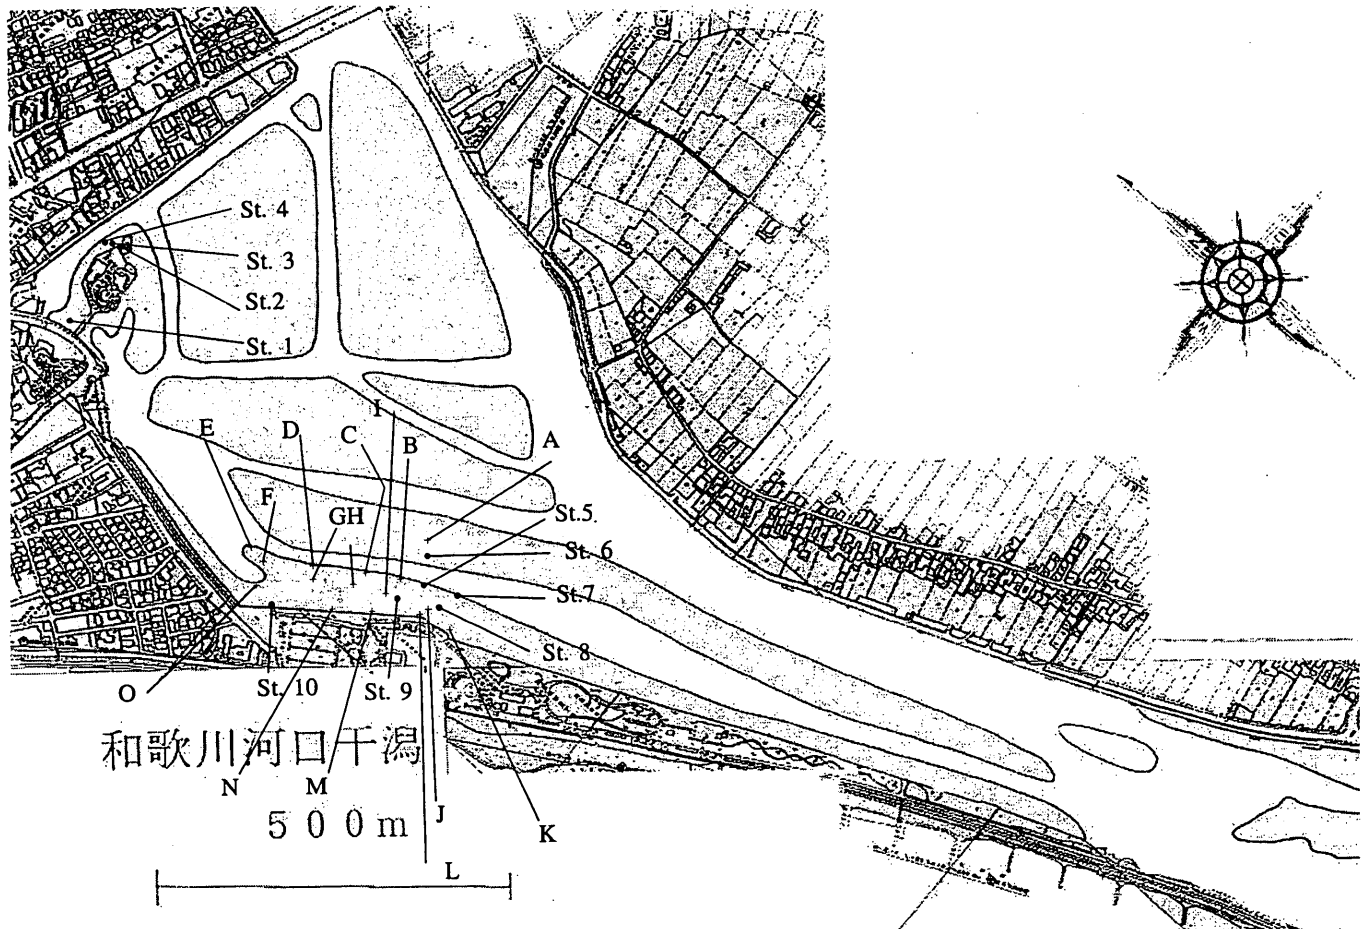 St. 4
St. 3
St.2
St. 1
I
E
D
C
B
A
F
GH
St.5
St. 6
St.7
St. 8
O
St. 10
St. 9
和歌川河口干潟
N
M
J
K
500m
L